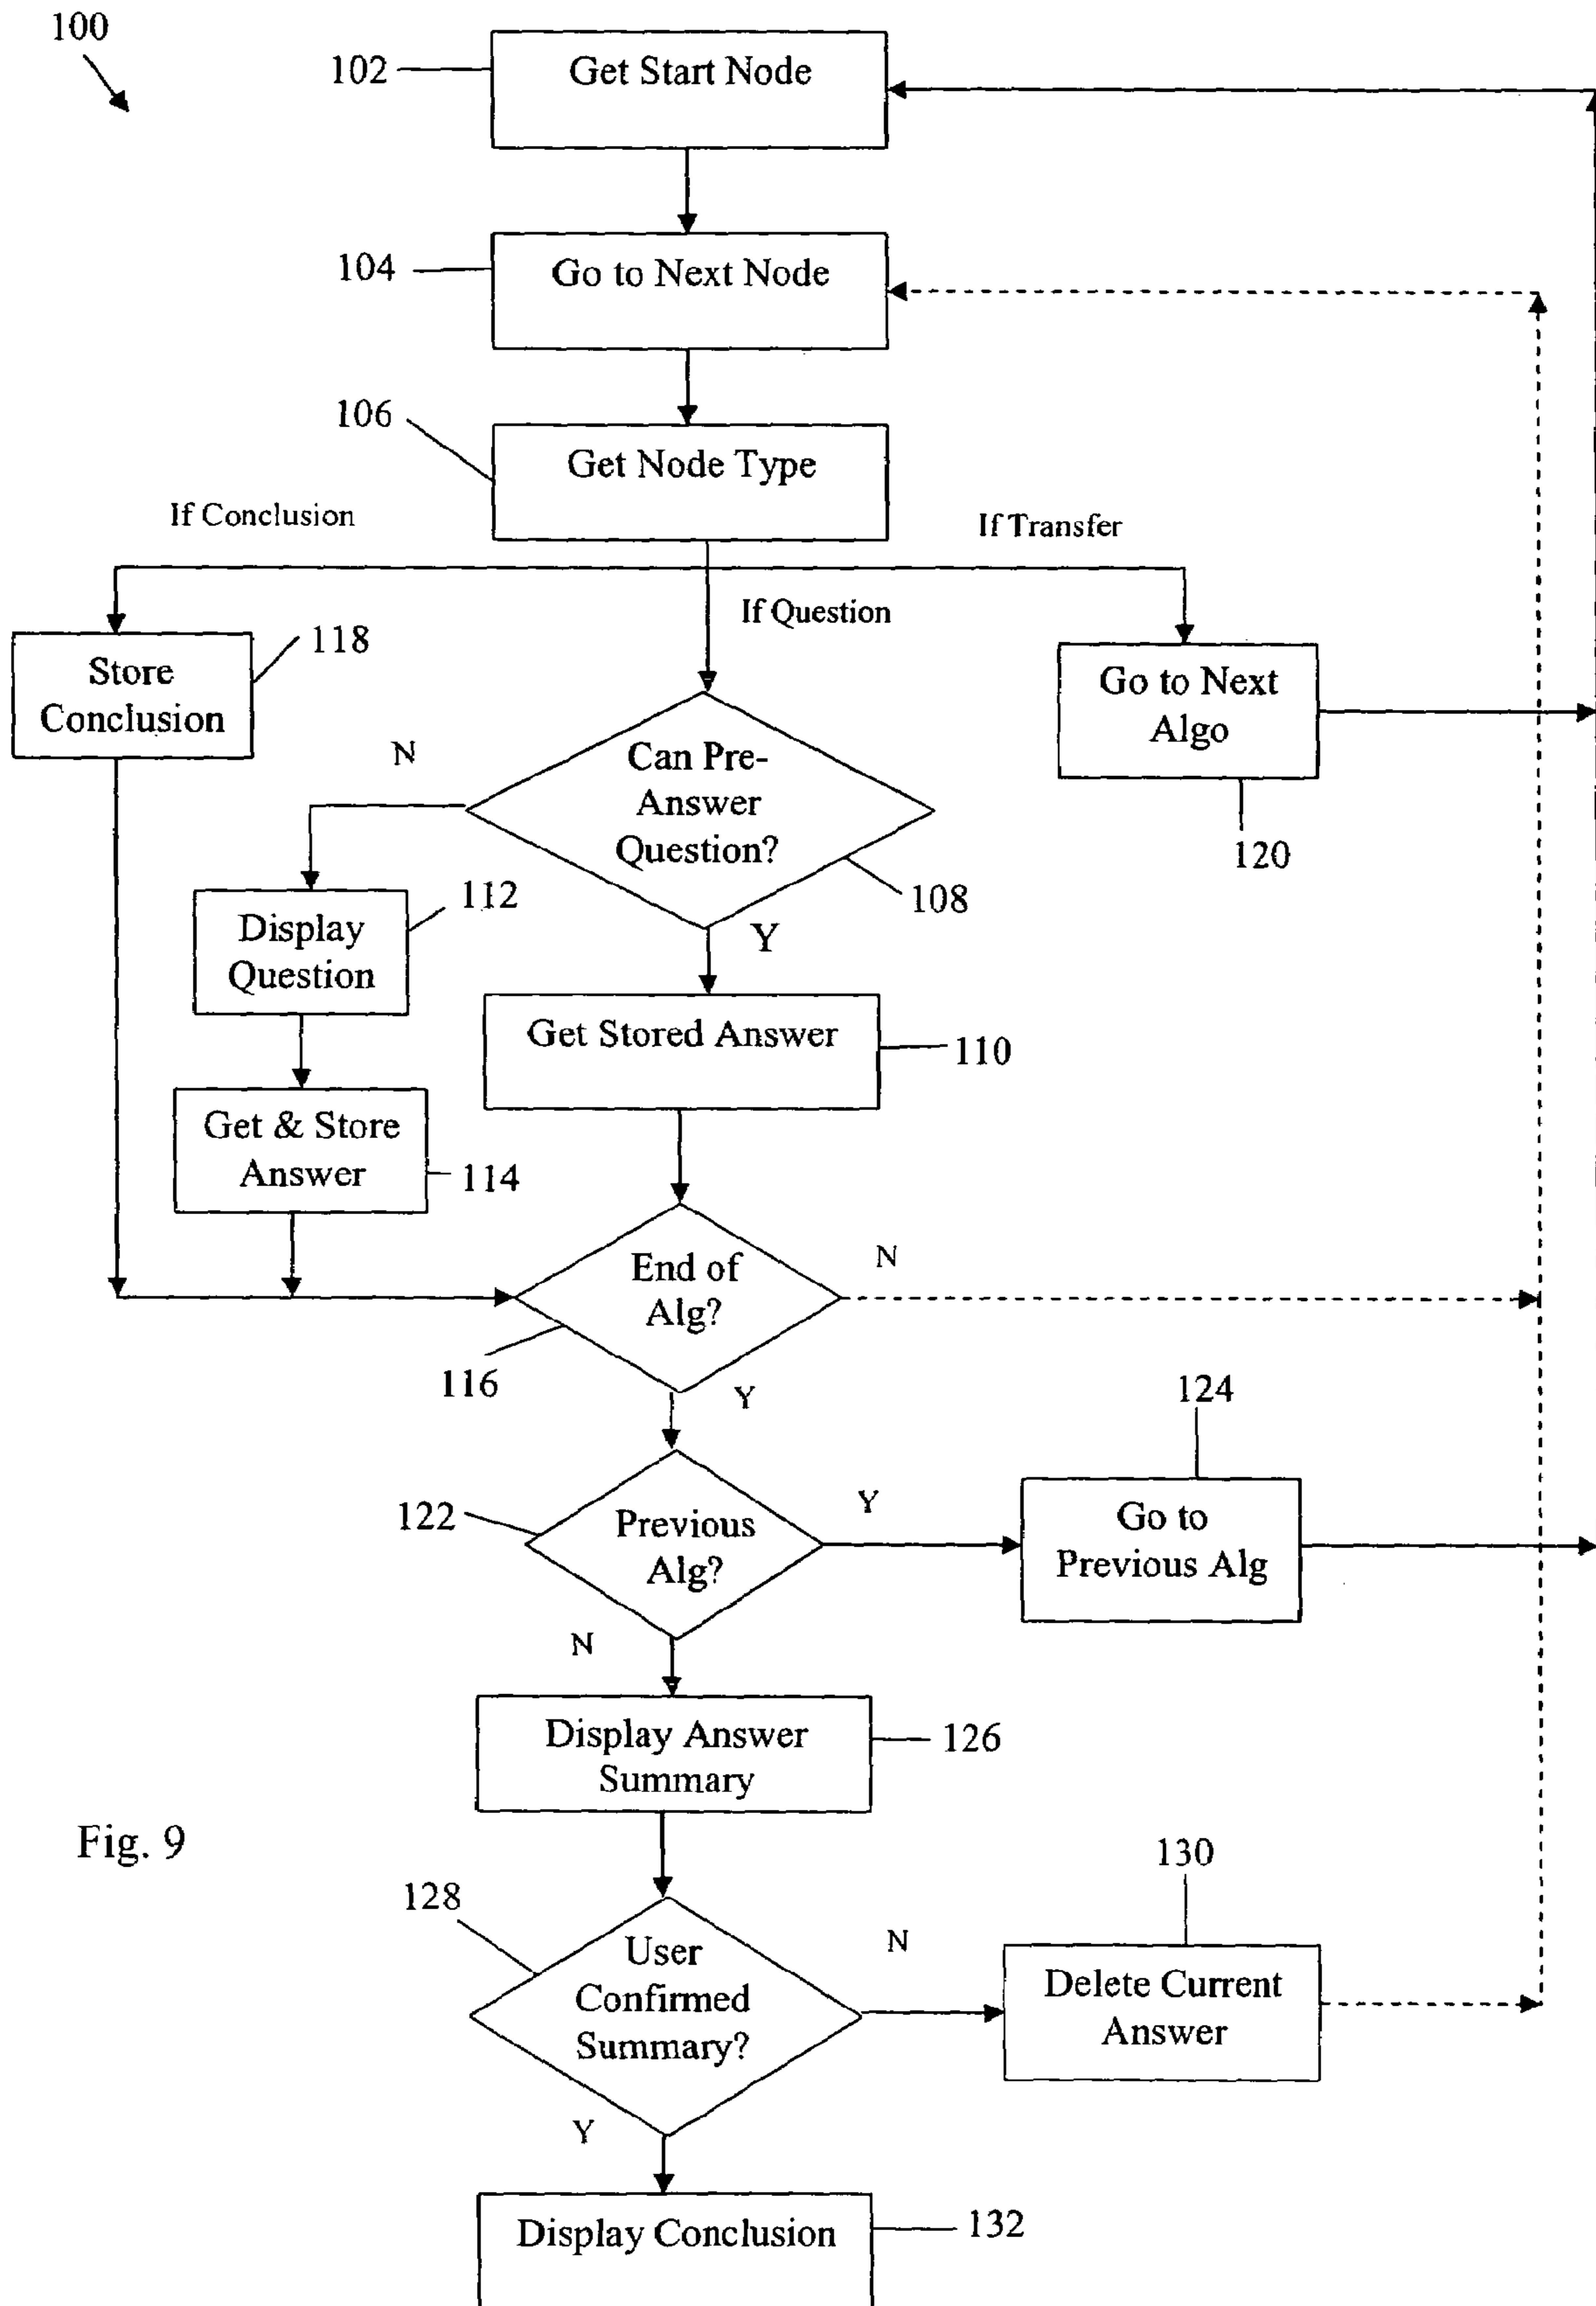 100
102
Get Start Node
104
Go to Next Node
106
Get Node Type
If Conclusion
If Transfer
If Question
118
Store
Conclusion
Go to Next
Algo
120
N
Can Pre-
Answer
Question?
108
112
Display
Question
Y
Get Stored Answer
110
Get & Store
Answer
114
End of
Alg?
N
116
Y
124
122
Previous
Alg?
Y
Go to
Previous Alg
N
Display Answer
Summary
126
Fig. 9
130
128
User
Confirmed
Summary?
N
Delete Current
Answer
Y
Display Conclusion
132